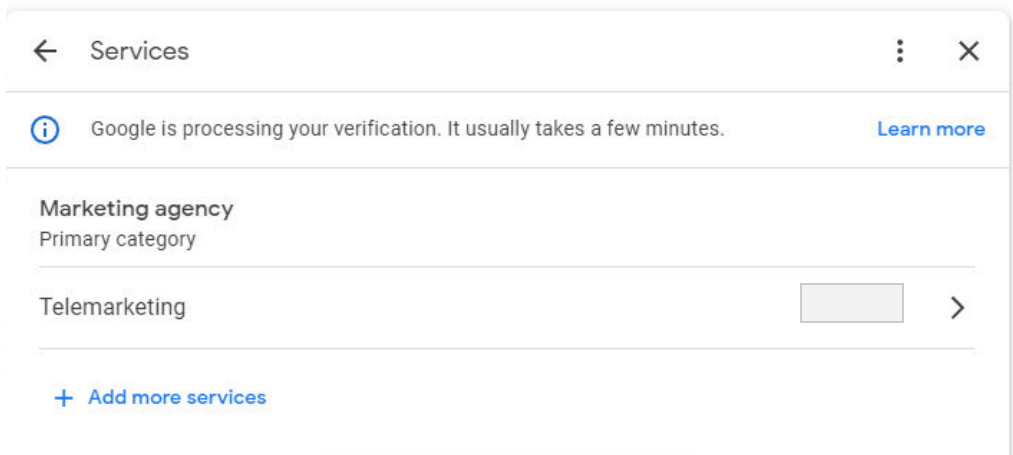 Services
Google is processing your verification. It usually takes a few minutes. Learn more
Marketing agency
Primary category
Telemarketing
+ Add more services